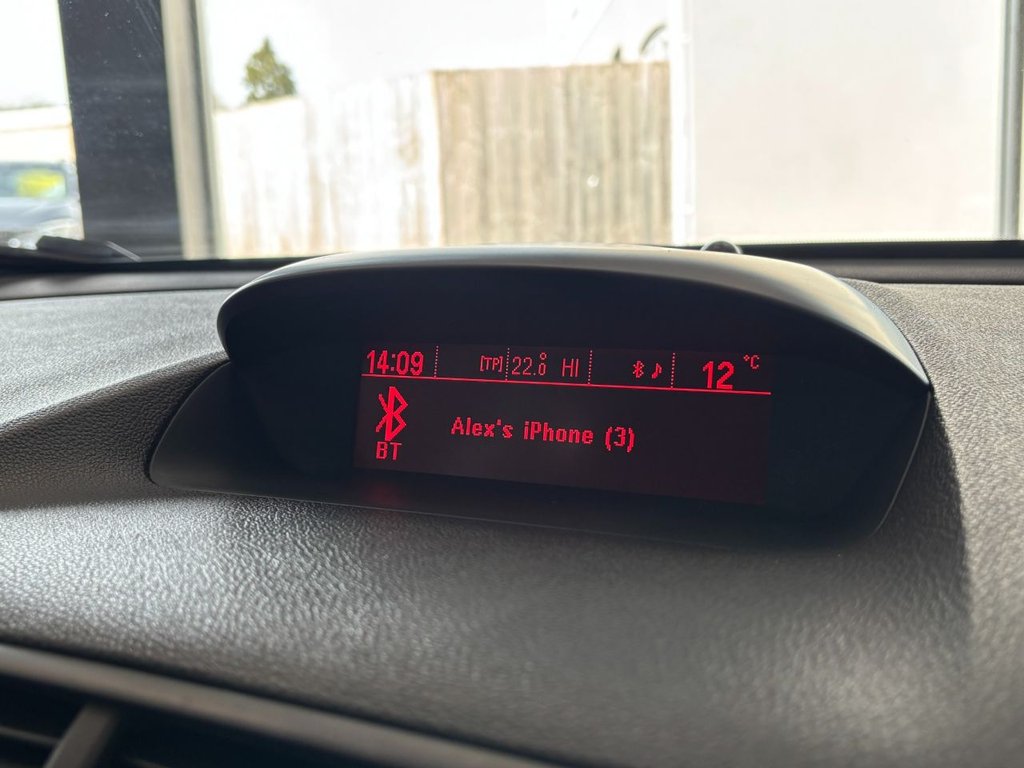 14:09 [TP] 22.0 HI 12 °C
Alex's iPhone (3)
BT